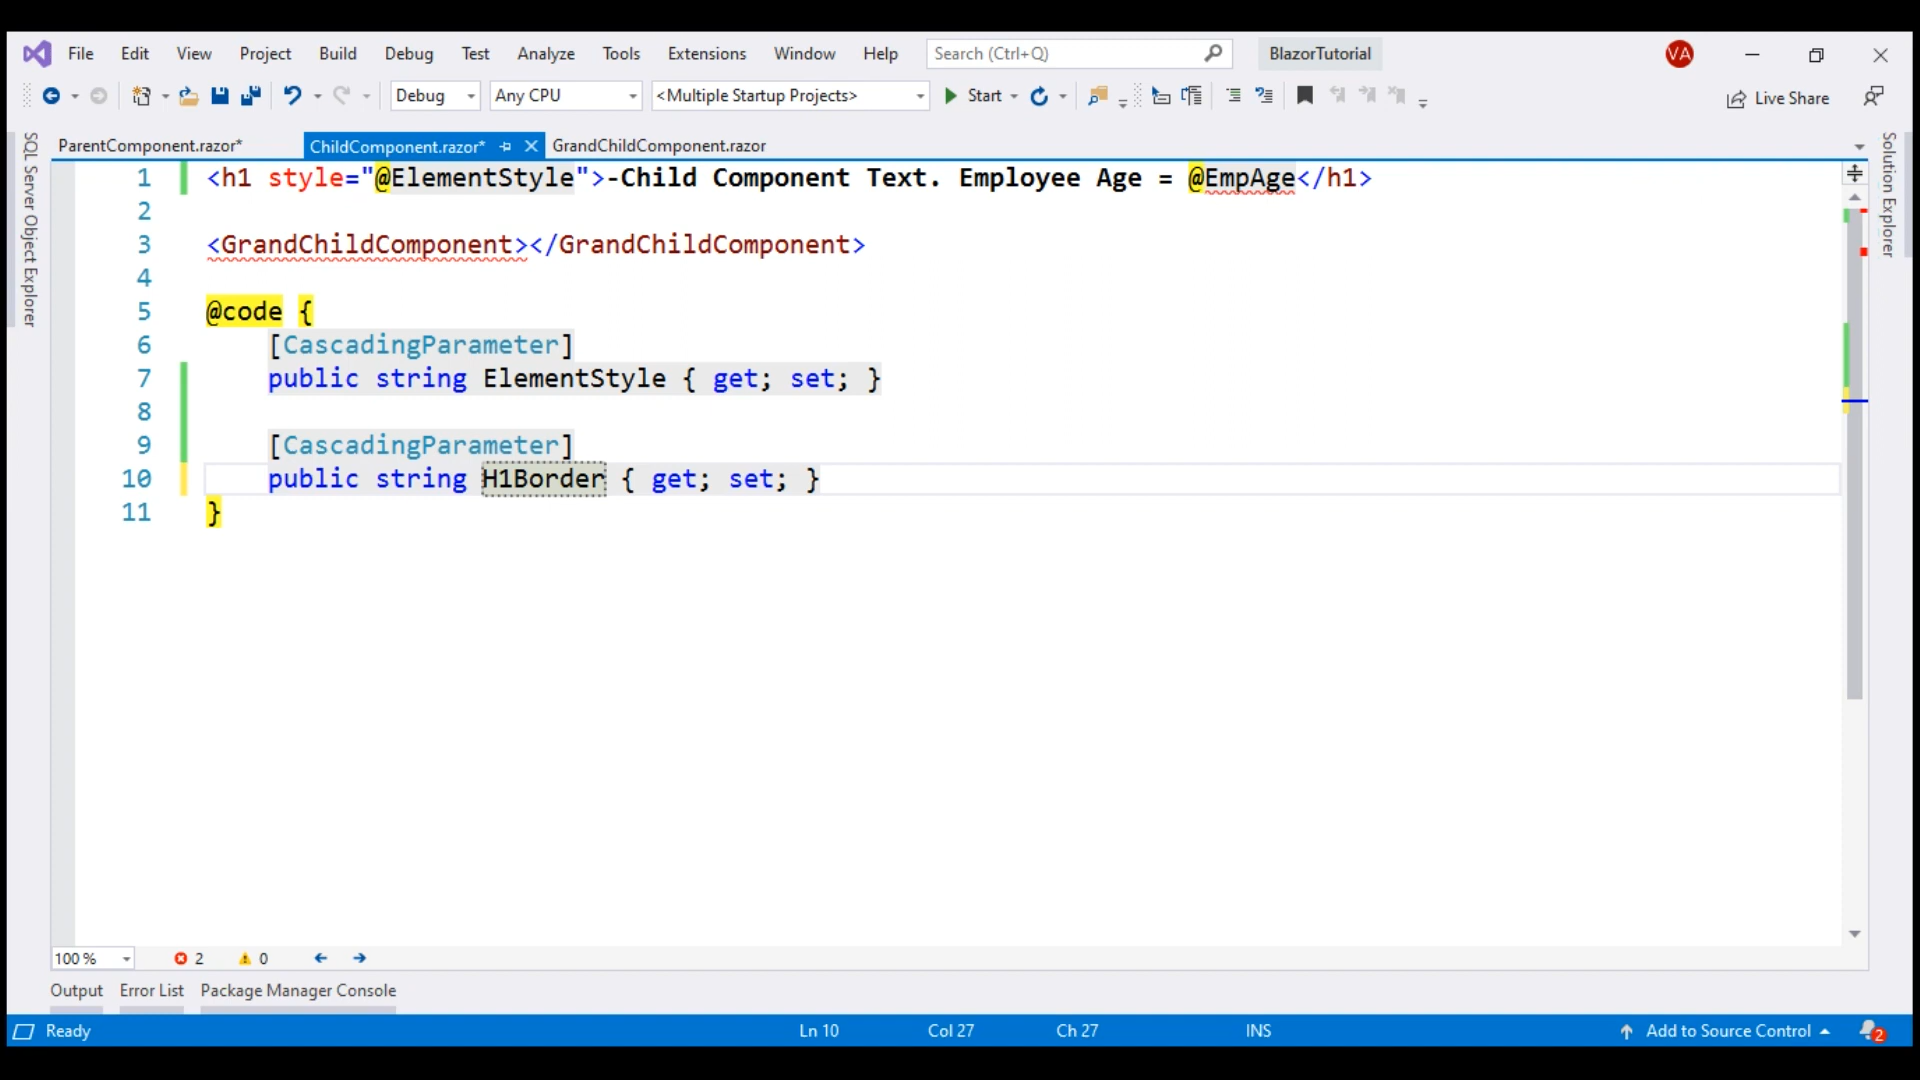 File Edit View Project Build Debug Test Analyze Tools Extensions Window Help Search (Ctrl+Q) BlazorTutorial VA
Debug Any CPU <Multiple Startup Projects> Start Live Share
SQL Server Object Explorer
ParentComponent.razor* ChildComponent.razor* GrandChildComponent.razor
Solution Explorer
1 <h1 style="@ElementStyle">-Child Component Text. Employee Age = @EmpAge</h1>
2
3 <GrandChildComponent></GrandChildComponent>
4
5 @code {
6 [CascadingParameter]
7 public string ElementStyle { get; set; }
8
9 [CascadingParameter]
10 public string H1Border { get; set; }
11 }
100 % 2 0
Output Error List Package Manager Console
Ready Ln 10 Col 27 Ch 27 INS Add to Source Control 2